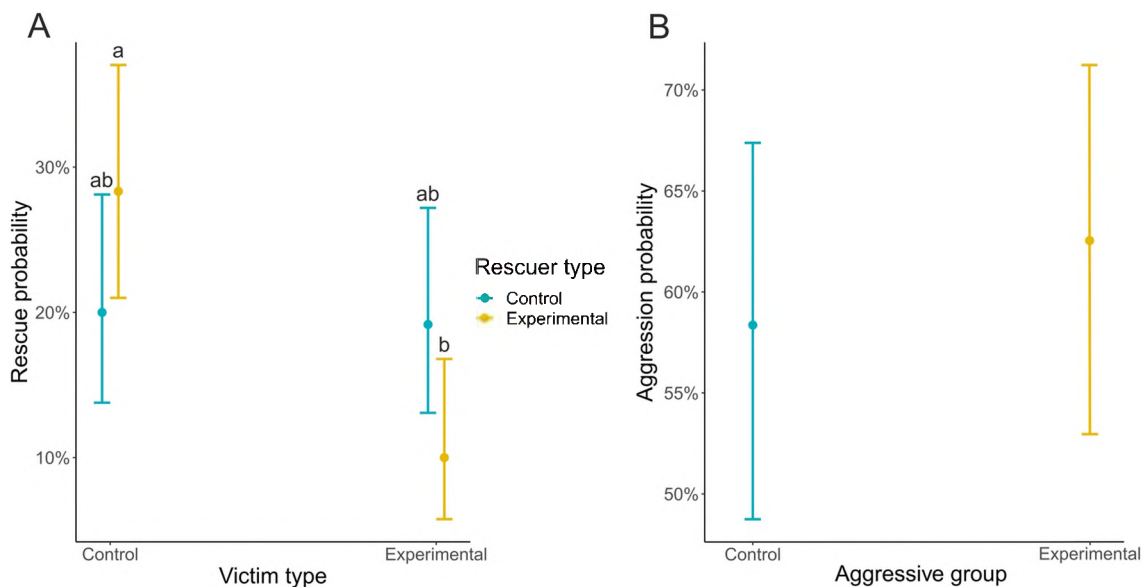 A
a
ab
ab
b
30%
20%
10%
Rescue probability
Control
Experimental
Victim type
Rescuer type
Control
Experimental
B
70%
65%
60%
55%
50%
Aggression probability
Control
Experimental
Aggressive group